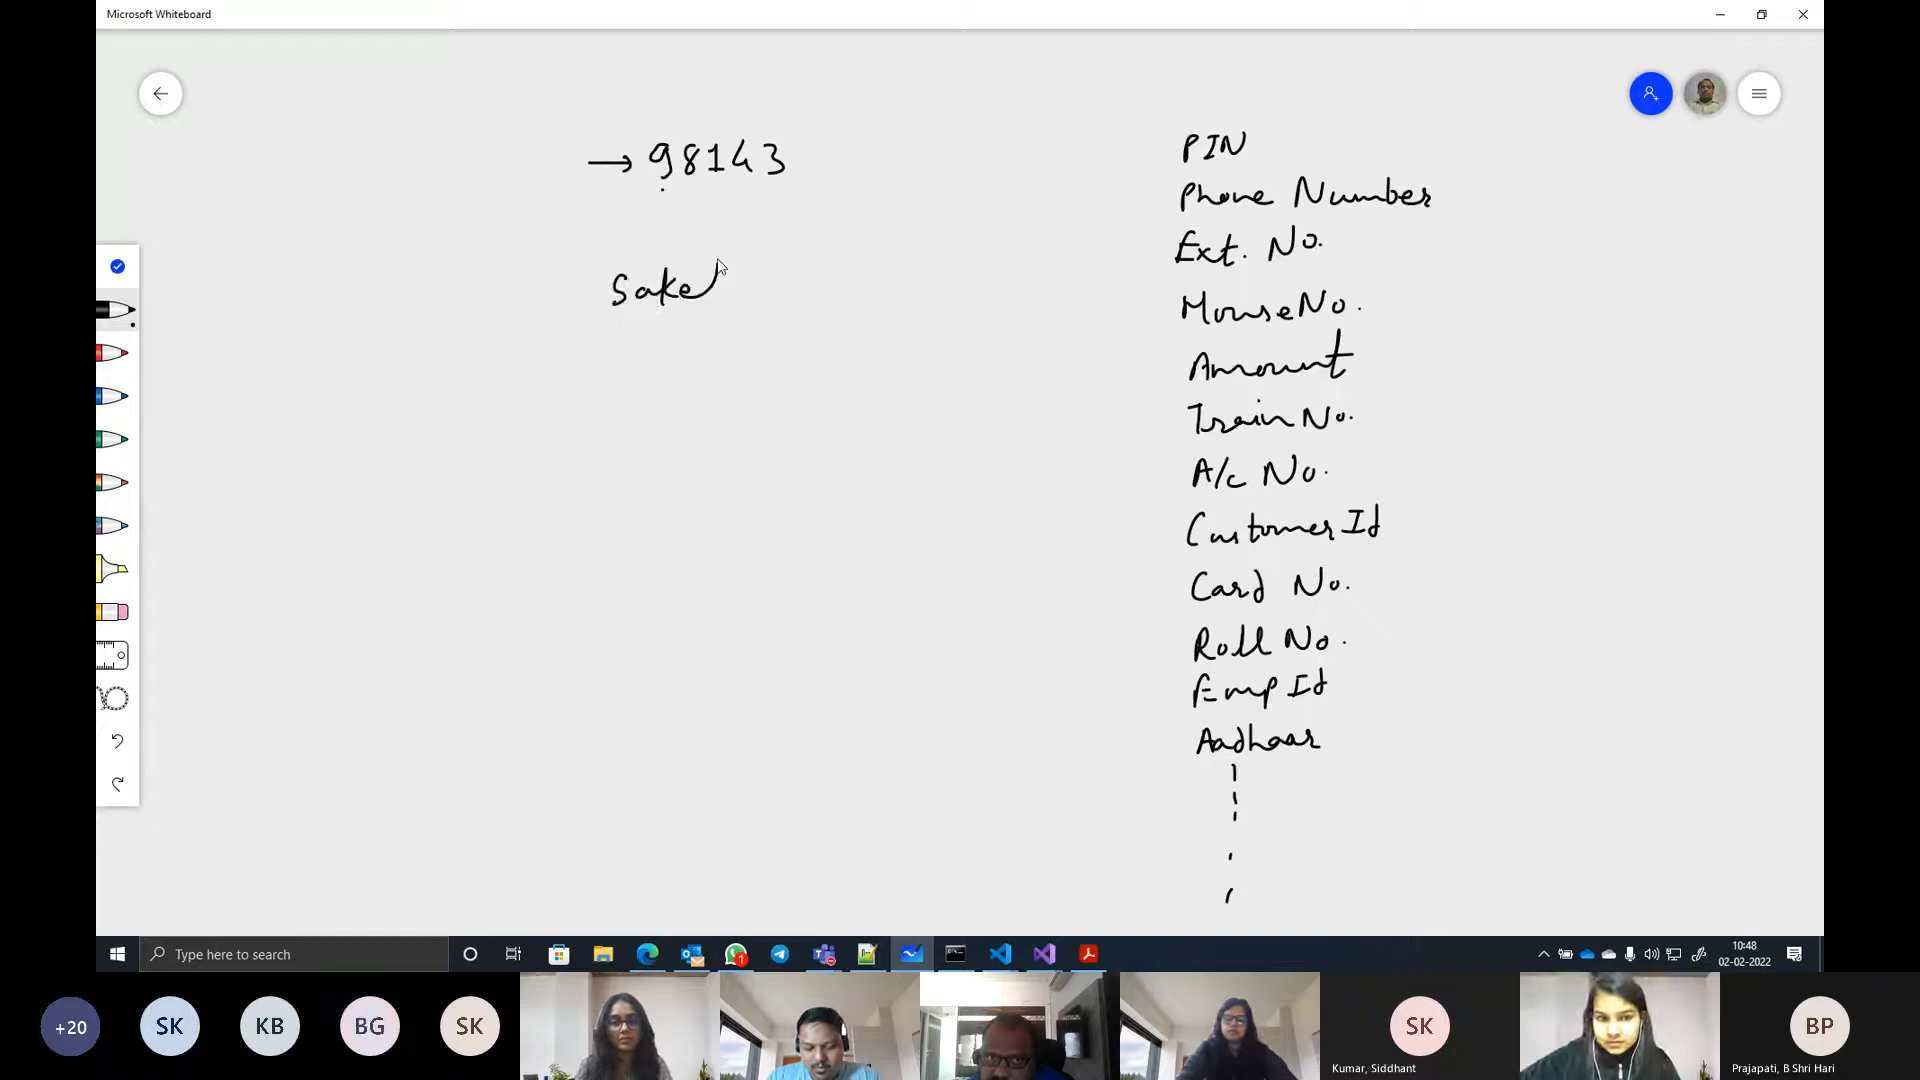 Microsoft Whiteboard
→ 98143
Sake
PIN
Phone Number
Ext. No.
MouseNo.
Amount
Train No.
A/c No.
Customer Id
Card No.
Roll No.
Emp Id
Aadhaar
Type here to search
1
10:48
02-02-2022
+20
SK
KB
BG
SK
SK
Kumar, Siddhant
BP
Prajapati, B Shri Hari